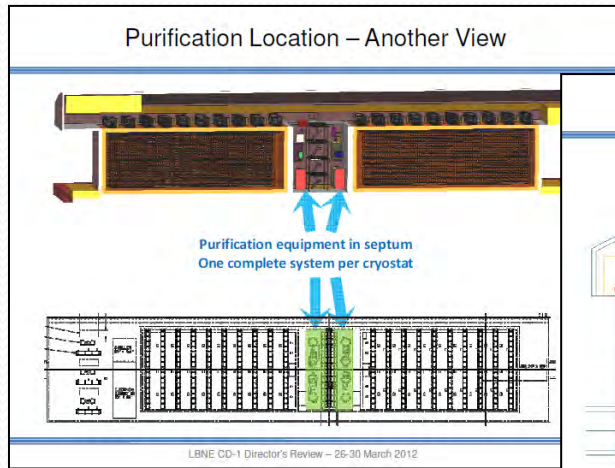 Purification Location – Another View
Purification equipment in septum
One complete system per cryostat
LBNE CD-1 Director's Review – 26-30 March 2012